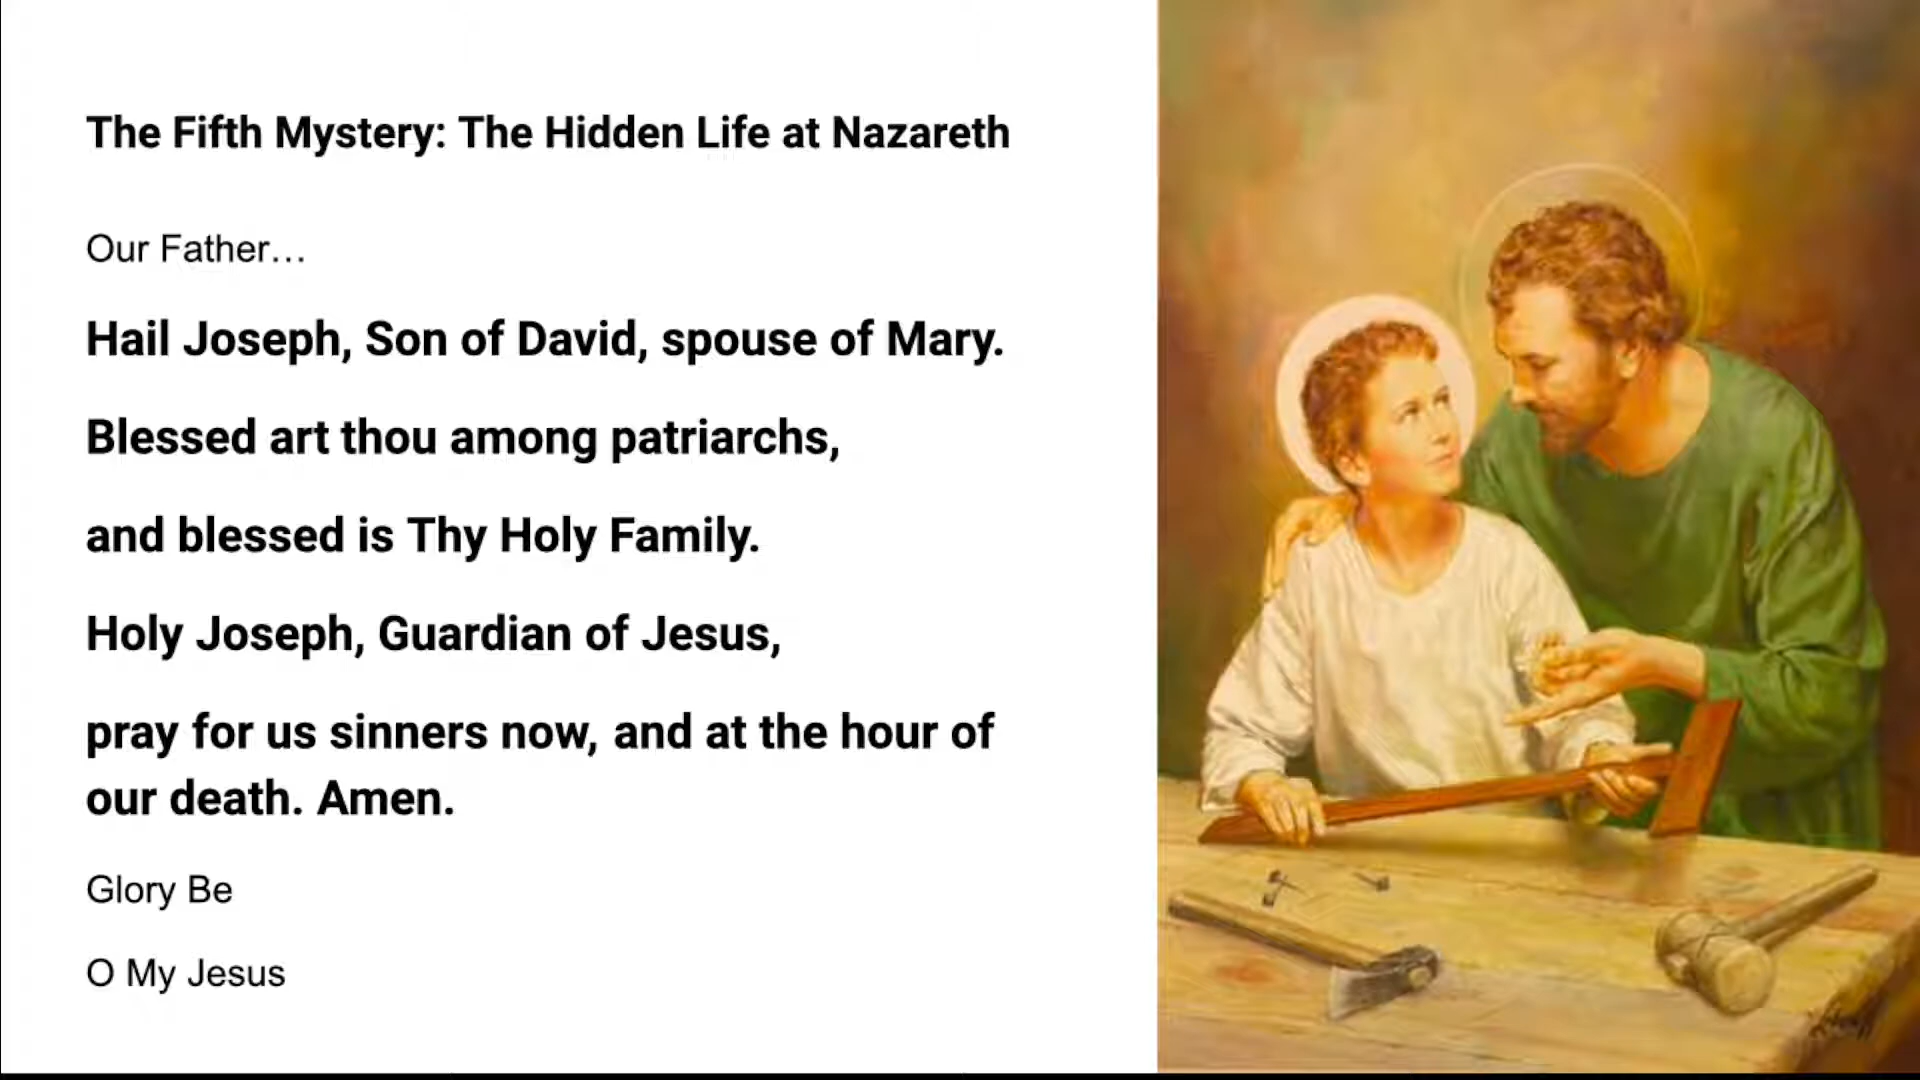 The Fifth Mystery: The Hidden Life at Nazareth
Our Father…
Hail Joseph, Son of David, spouse of Mary.
Blessed art thou among patriarchs,
and blessed is Thy Holy Family.
Holy Joseph, Guardian of Jesus,
pray for us sinners now, and at the hour of
our death. Amen.
Glory Be
O My Jesus